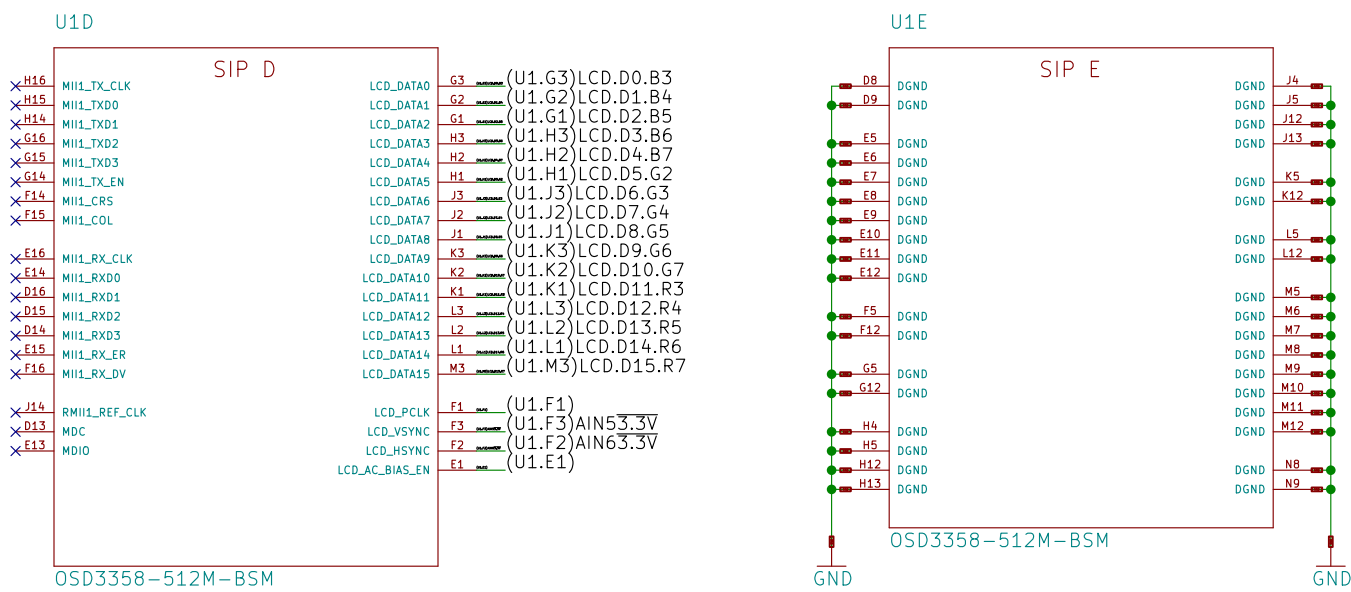 U1D
SIP D
H16 MII1_TX_CLK LCD_DATA0 G3 (U1.G3)LCD.D0.B3
H15 MII1_TXD0 LCD_DATA1 G2 (U1.G2)LCD.D1.B4
H14 MII1_TXD1 LCD_DATA2 G1 (U1.G1)LCD.D2.B5
G16 MII1_TXD2 LCD_DATA3 H3 (U1.H3)LCD.D3.B6
G15 MII1_TXD3 LCD_DATA4 H2 (U1.H2)LCD.D4.B7
G14 MII1_TX_EN LCD_DATA5 H1 (U1.H1)LCD.D5.G2
F14 MII1_CRS LCD_DATA6 J3 (U1.J3)LCD.D6.G3
F15 MII1_COL LCD_DATA7 J2 (U1.J2)LCD.D7.G4
LCD_DATA8 J1 (U1.J1)LCD.D8.G5
E16 MII1_RX_CLK LCD_DATA9 K3 (U1.K3)LCD.D9.G6
E14 MII1_RXD0 LCD_DATA10 K2 (U1.K2)LCD.D10.G7
D16 MII1_RXD1 LCD_DATA11 K1 (U1.K1)LCD.D11.R3
D15 MII1_RXD2 LCD_DATA12 L3 (U1.L3)LCD.D12.R4
D14 MII1_RXD3 LCD_DATA13 L2 (U1.L2)LCD.D13.R5
E15 MII1_RX_ER LCD_DATA14 L1 (U1.L1)LCD.D14.R6
F16 MII1_RX_DV LCD_DATA15 M3 (U1.M3)LCD.D15.R7
J14 RMII1_REF_CLK LCD_PCLK F1 (U1.F1)
D13 MDC LCD_VSYNC F3 (U1.F3)AIN53.3V
E13 MDIO LCD_HSYNC F2 (U1.F2)AIN63.3V
LCD_AC_BIAS_EN E1 (U1.E1)
OSD3358-512M-BSM
U1E
SIP E
D8 DGND DGND J4
D9 DGND DGND J5
DGND J12
E5 DGND DGND J13
E6 DGND
E7 DGND DGND K5
E8 DGND DGND K12
E9 DGND
E10 DGND DGND L5
E11 DGND DGND L12
E12 DGND
DGND M5
F5 DGND DGND M6
F12 DGND DGND M7
DGND M8
G5 DGND DGND M9
G12 DGND DGND M10
DGND M11
H4 DGND DGND M12
H5 DGND
H12 DGND DGND N8
H13 DGND DGND N9
OSD3358-512M-BSM
GND GND